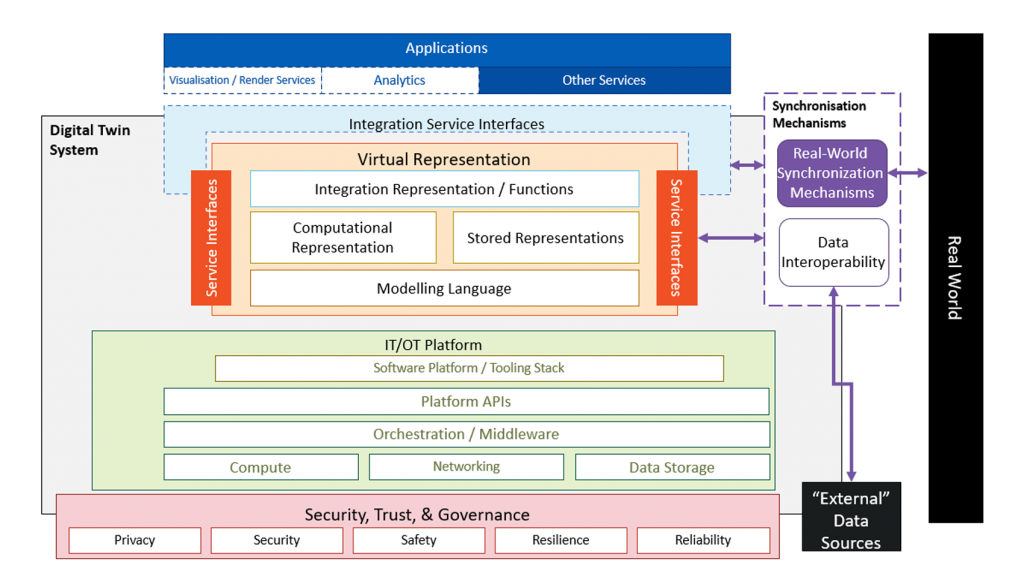 Applications
Visualisation / Render Services
Analytics
Other Services
Digital Twin
System
Integration Service Interfaces
Virtual Representation
Service Interfaces
Integration Representation / Functions
Computational
Representation
Stored Representations
Modelling Language
Service Interfaces
Synchronisation
Mechanisms
Real-World
Synchronization
Mechanisms
Data
Interoperability
Real World
IT/OT Platform
Software Platform / Tooling Stack
Platform APIs
Orchestration / Middleware
Compute
Networking
Data Storage
“External”
Data
Sources
Security, Trust, & Governance
Privacy
Security
Safety
Resilience
Reliability